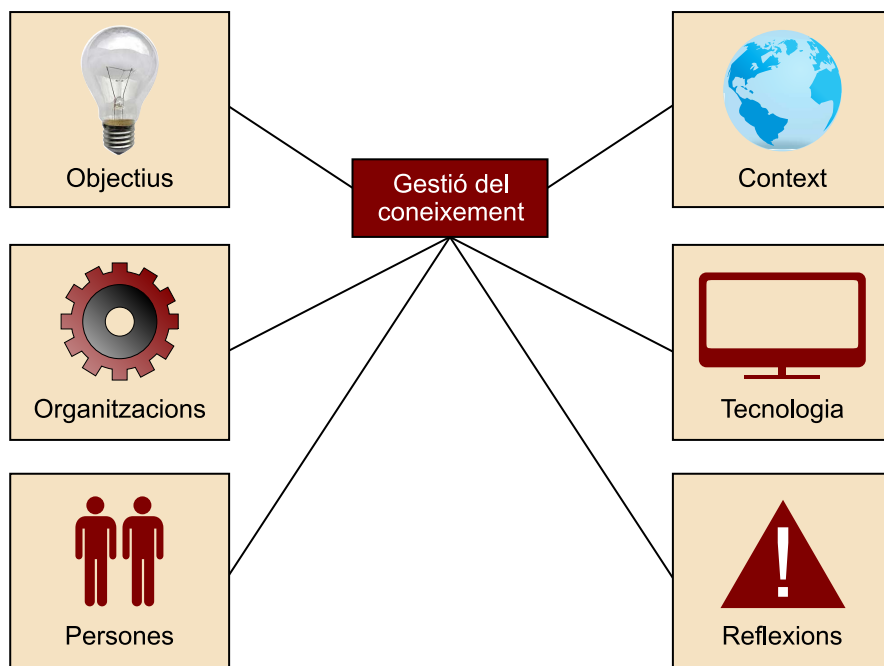 Objectius
Context
Gestió del
coneixement
Organitzacions
Tecnologia
Persones
!
Reflexions